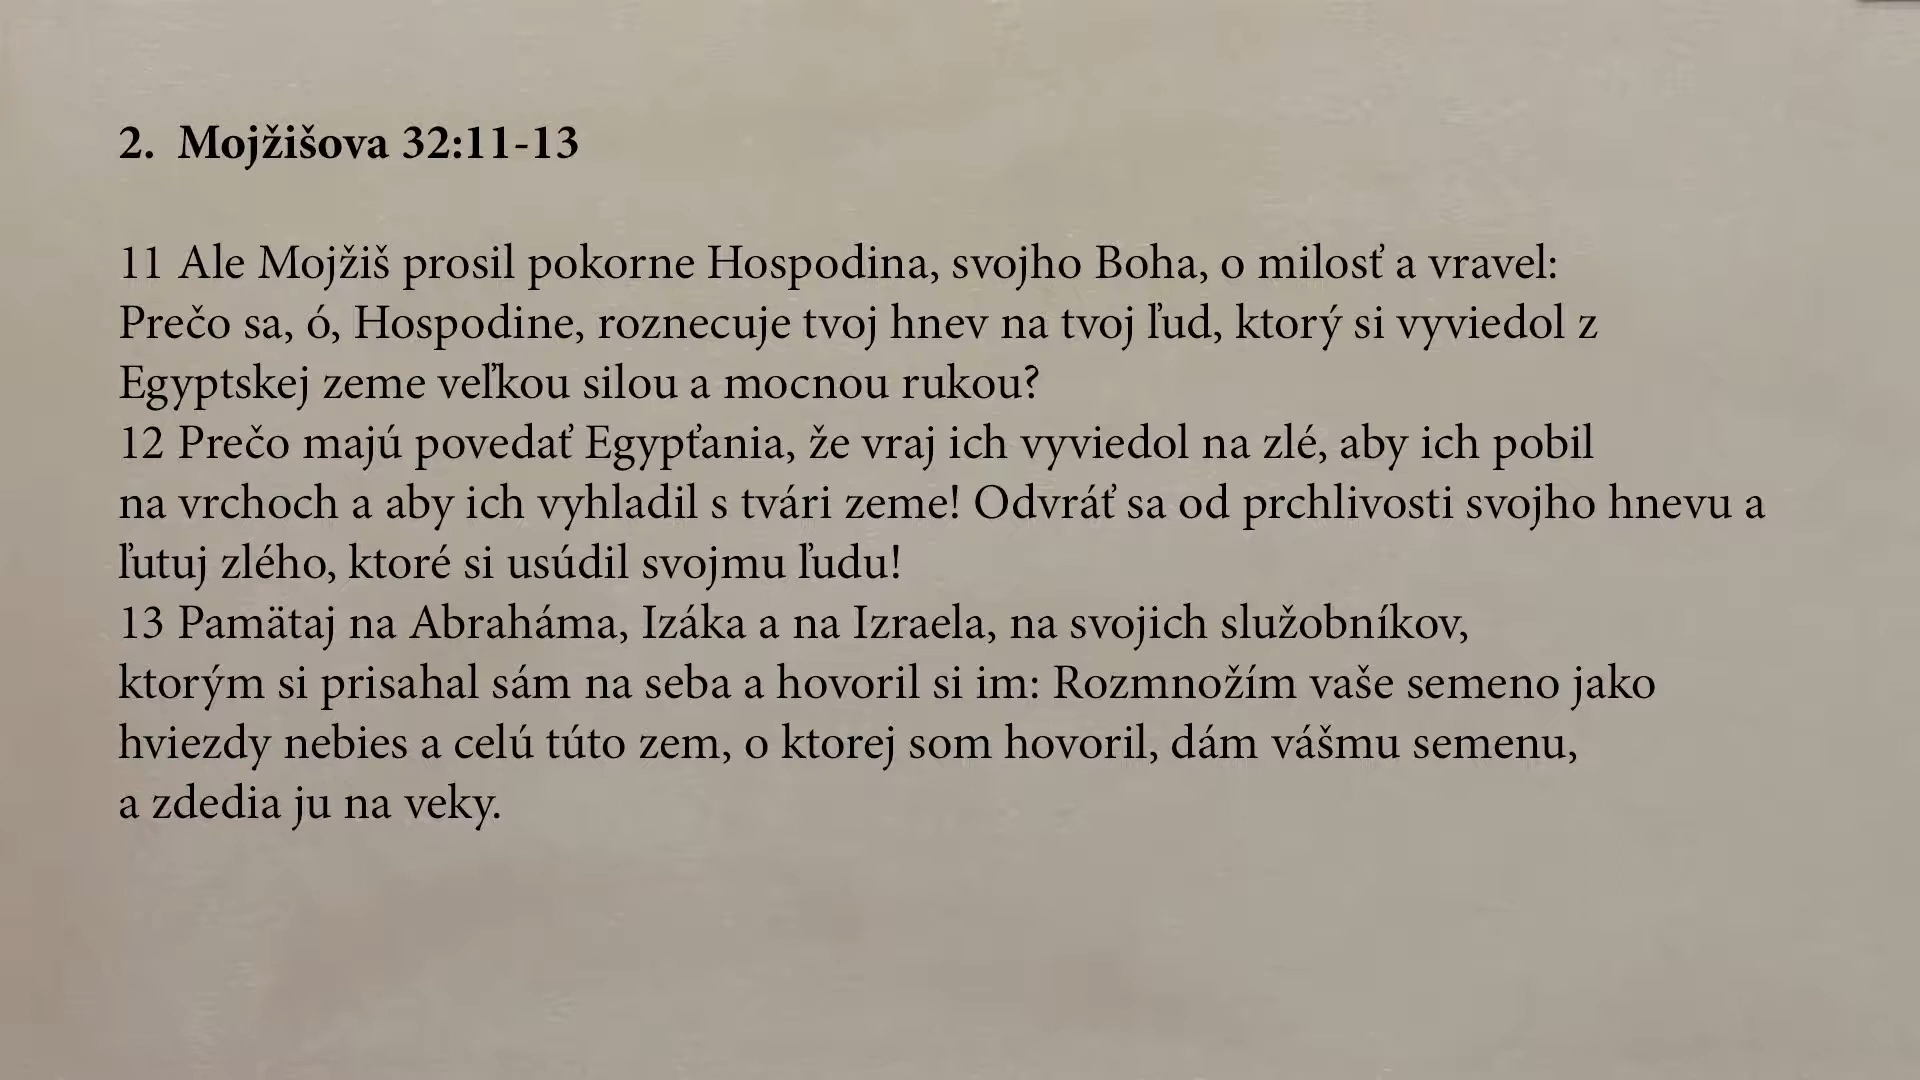 2. Mojžišova 32:11-13
11 Ale Mojžiš prosil pokorne Hospodina, svojho Boha, o milosť a vravel:
Prečo sa, ó, Hospodine, roznecuje tvoj hnev na tvoj ľud, ktorý si vyviedol z
Egyptskej zeme veľkou silou a mocnou rukou?
12 Prečo majú povedať Egypťania, že vraj ich vyviedol na zlé, aby ich pobil
na vrchoch a aby ich vyhladil s tvári zeme! Odvráť sa od prchlivosti svojho hnevu a
ľutuj zlého, ktoré si usúdil svojmu ľudu!
13 Pamätaj na Abraháma, Izáka a na Izraela, na svojich služobníkov,
ktorým si prisahal sám na seba a hovoril si im: Rozmnožím vaše semeno jako
hviezdy nebies a celú túto zem, o ktorej som hovoril, dám vášmu semenu,
a zdedia ju na veky.